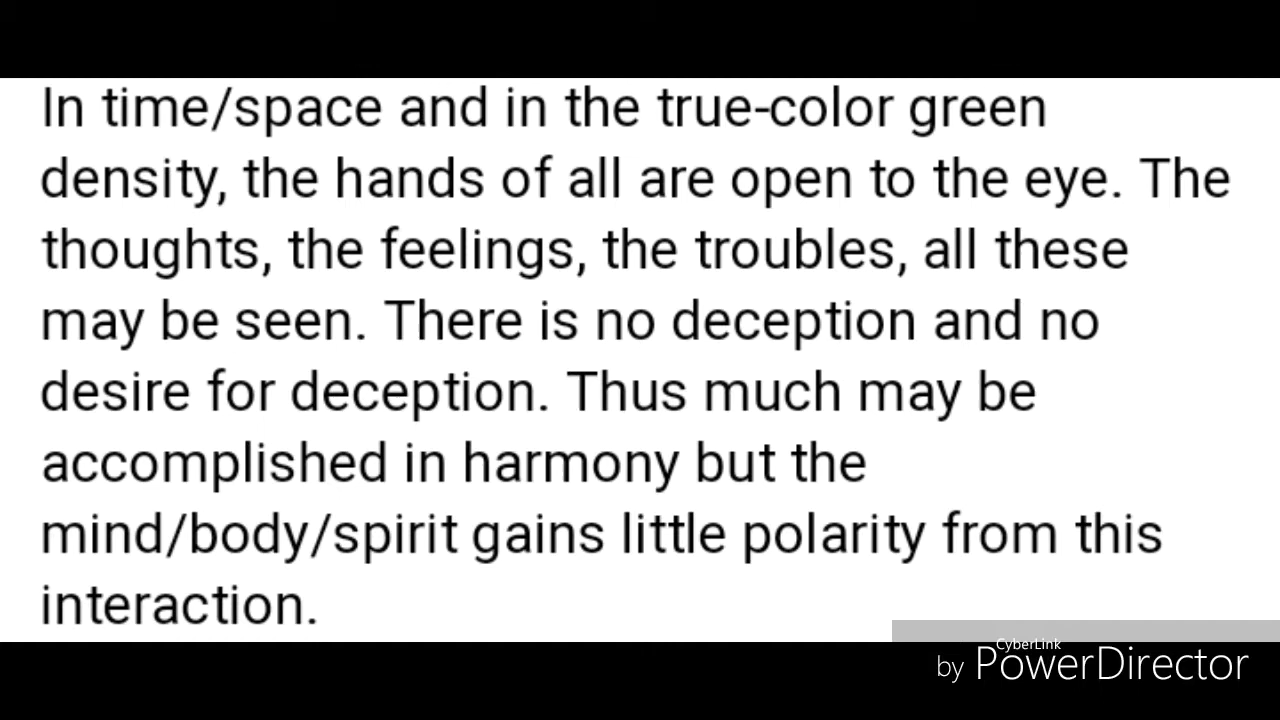 In time/space and in the true-color green
density, the hands of all are open to the eye. The
thoughts, the feelings, the troubles, all these
may be seen. There is no deception and no
desire for deception. Thus much may be
accomplished in harmony but the
mind/body/spirit gains little polarity from this
interaction.
CyberLink
by PowerDirector